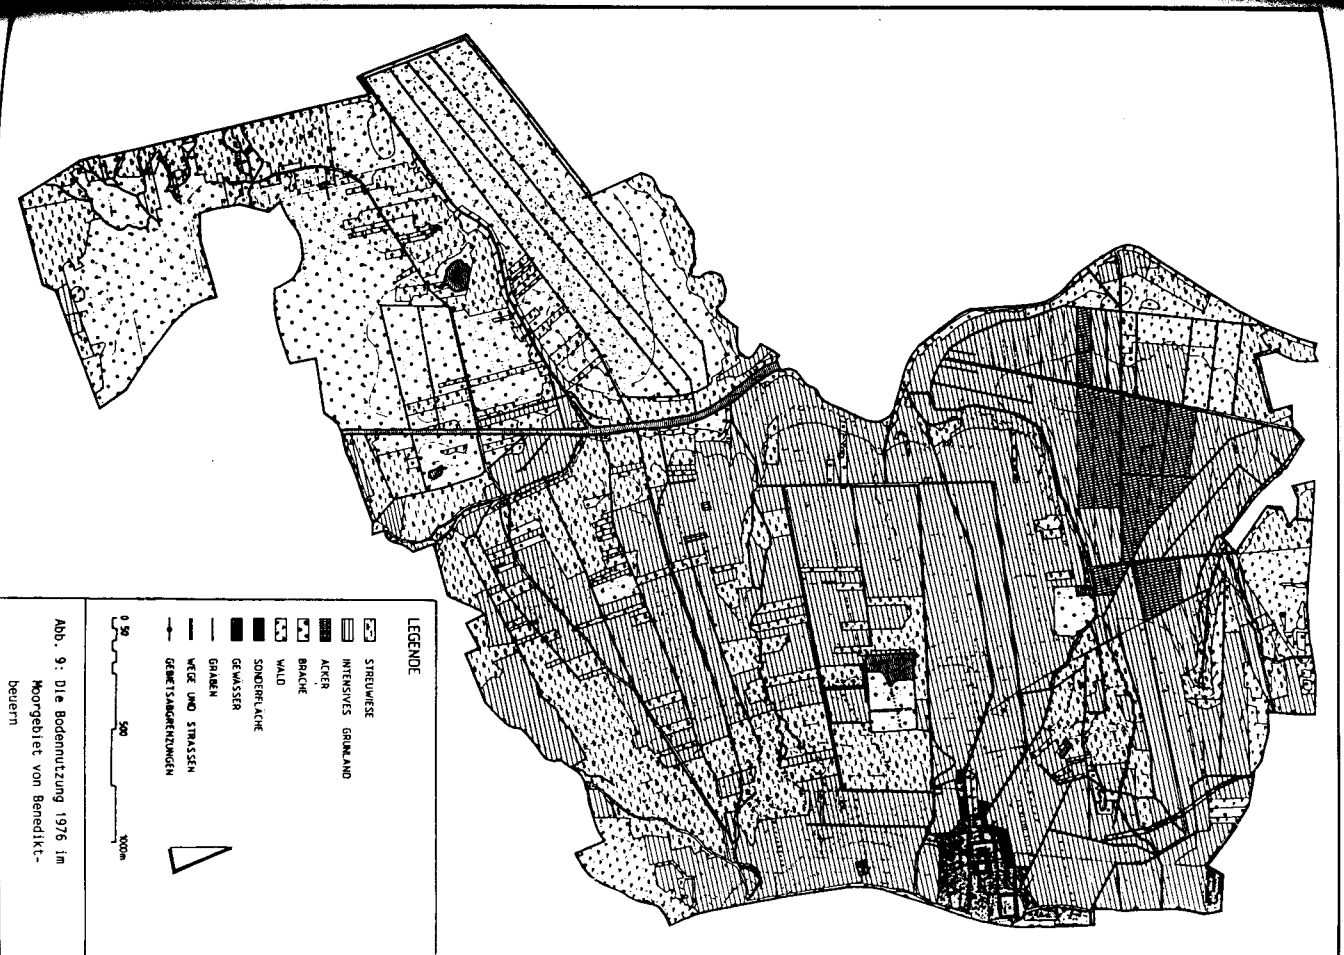 LEGENDE
STREUWIESE
INTENSIVES GRÜNLAND
ACKER
BRACHE
WALD
SONDERFLÄCHE
GEWÄSSER
GRABEN
WEGE UND STRASSEN
GEBIETSABGRENZUNGEN
0 50 500 1000m
Abb. 9: Die Bodennutzung 1976 im
Moorgebiet von Benedikt-
beuern